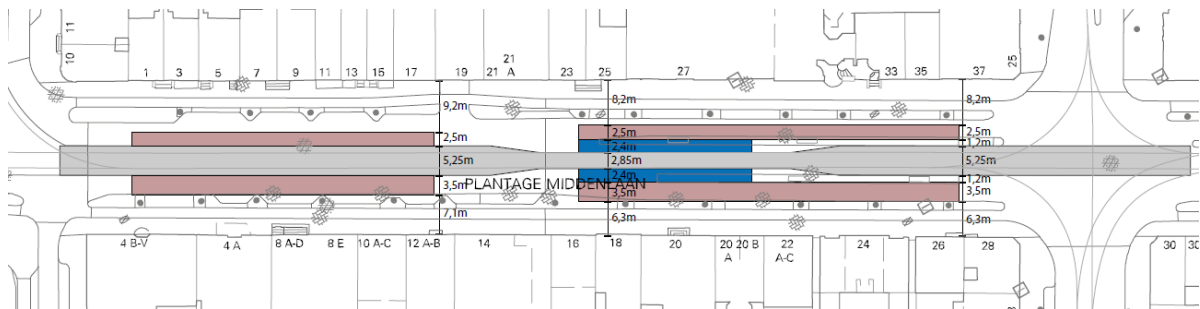 11
10
1 3 5 7 9 11 13 15 17 19 21
21
A
23 25 27 33 35 37
25
9,2m 8,2m 8,2m
2,5m 2,5m 2,5m
2,4m 1,2m
5,25m 2,85m 5,25m
2,4m 1,2m
3,5m PLANTAGE MIDDENLAAN 3,5m 3,5m
7,1m 6,3m 6,3m
4 B-V 4 A 8 A-D 8 E 10 A-C 12 A-B 14 16 18 20 20 20 B 22 24 26 28 30 30
A A-C